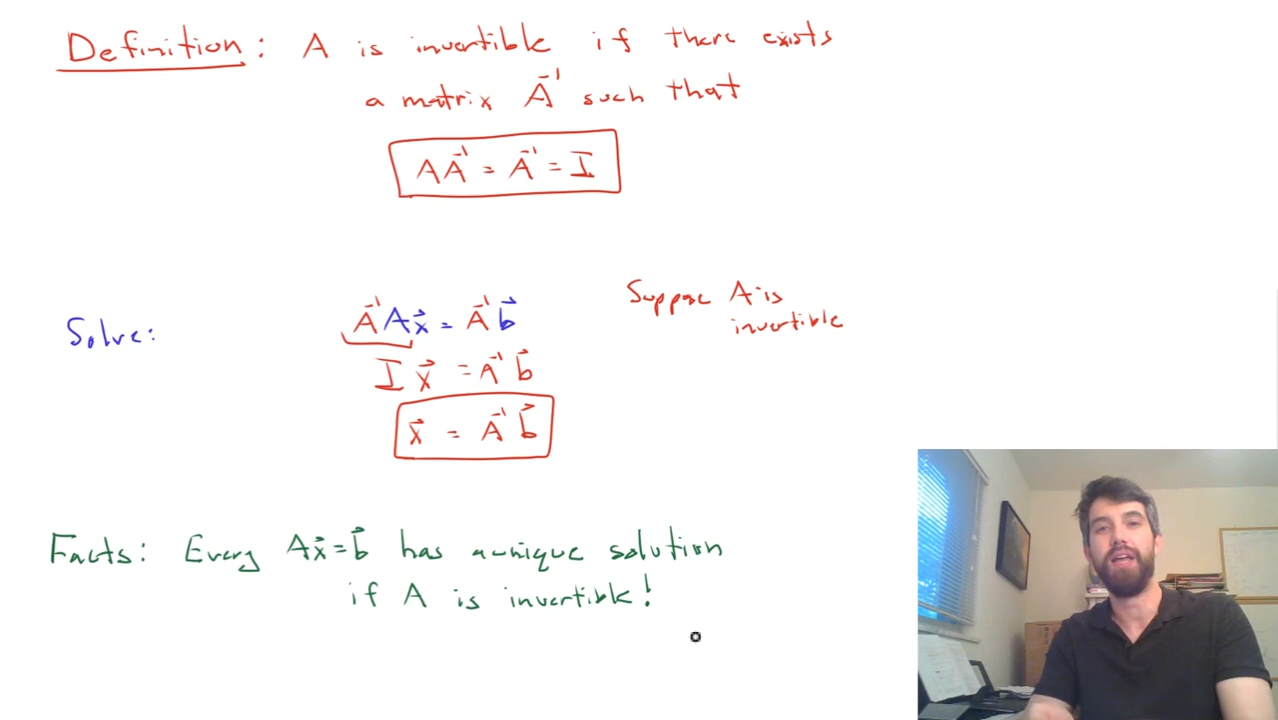 Definition: A is invertible if there exists
a matrix A⁻¹ such that
AA⁻¹ = A⁻¹ = I
Solve: A⁻¹Ax⃗ = A⁻¹b⃗
Suppose A is
invertible
Ix⃗ = A⁻¹b⃗
x⃗ = A⁻¹b⃗
Facts: Every Ax⃗=b⃗ has a unique solution
if A is invertible!